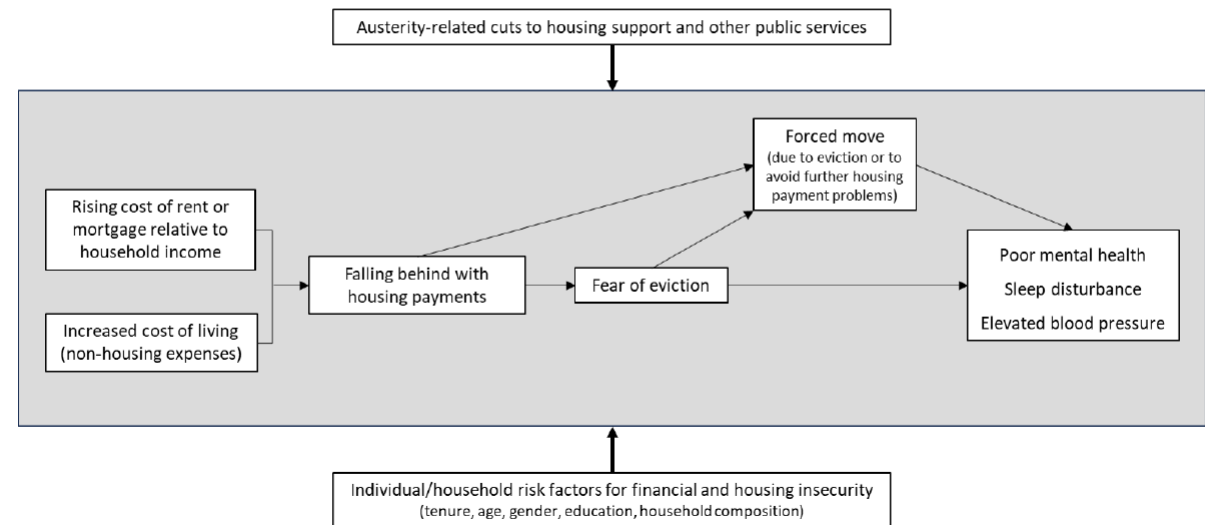 Austerity-related cuts to housing support and other public services
Forced move
(due to eviction or to
avoid further housing
payment problems)
Rising cost of rent or
mortgage relative to
household income
Falling behind with
housing payments
Fear of eviction
Poor mental health
Sleep disturbance
Elevated blood pressure
Increased cost of living
(non-housing expenses)
Individual/household risk factors for financial and housing insecurity
(tenure, age, gender, education, household composition)